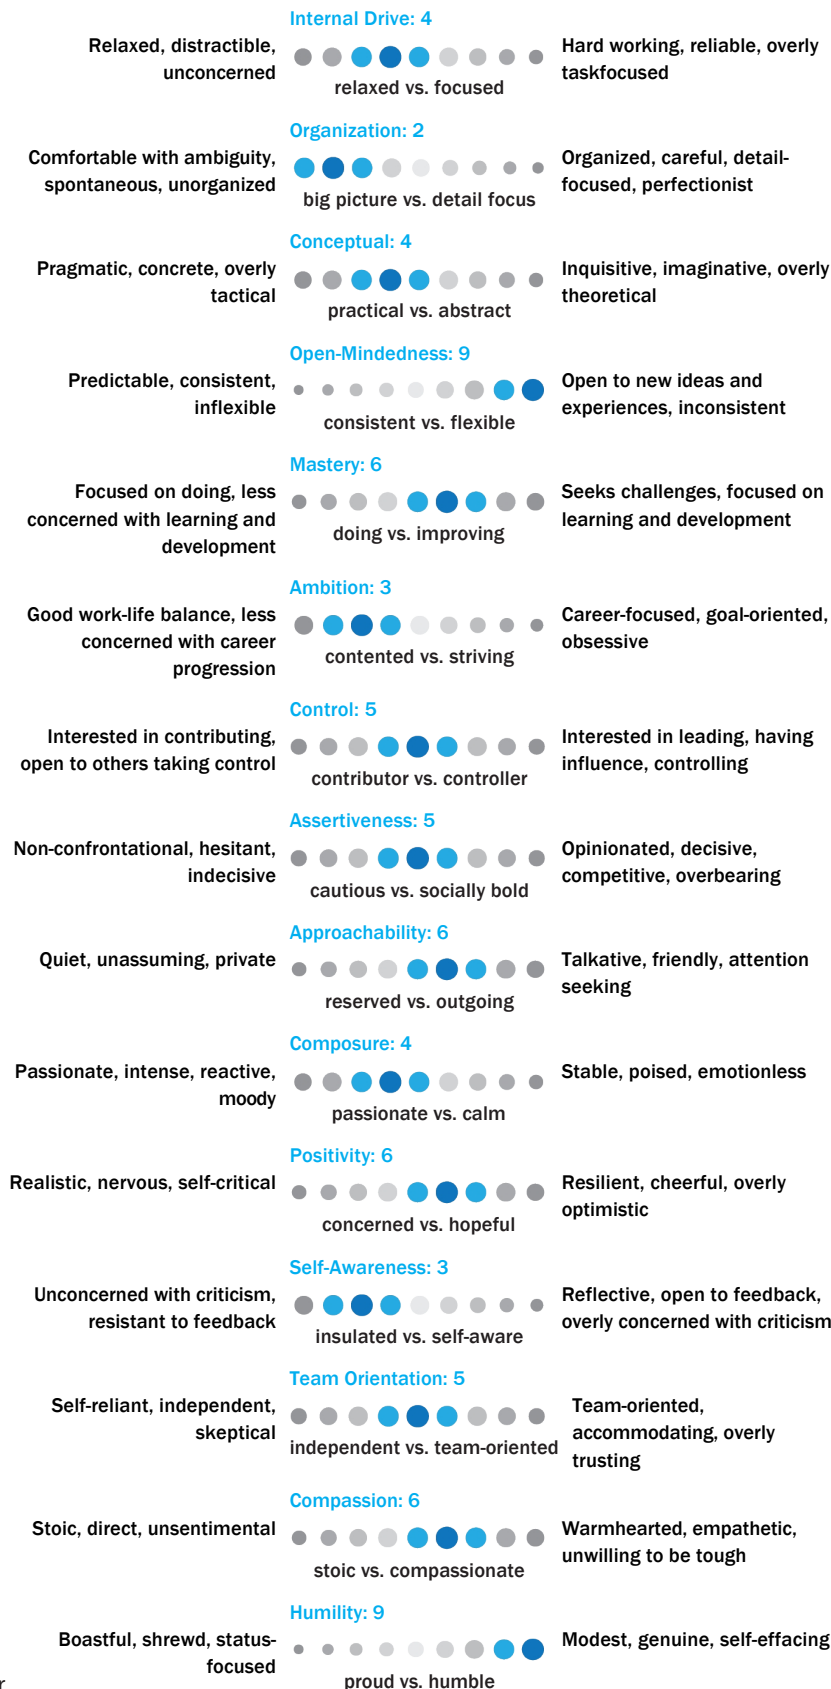 Internal Drive: 4
Relaxed, distractible,
unconcerned
relaxed vs. focused
Hard working, reliable, overly
taskfocused
Organization: 2
Comfortable with ambiguity,
spontaneous, unorganized
big picture vs. detail focus
Organized, careful, detail-
focused, perfectionist
Conceptual: 4
Pragmatic, concrete, overly
tactical
practical vs. abstract
Inquisitive, imaginative, overly
theoretical
Open-Mindedness: 9
Predictable, consistent,
inflexible
consistent vs. flexible
Open to new ideas and
experiences, inconsistent
Mastery: 6
Focused on doing, less
concerned with learning and
development
doing vs. improving
Seeks challenges, focused on
learning and development
Ambition: 3
Good work-life balance, less
concerned with career
progression
contented vs. striving
Career-focused, goal-oriented,
obsessive
Control: 5
Interested in contributing,
open to others taking control
contributor vs. controller
Interested in leading, having
influence, controlling
Assertiveness: 5
Non-confrontational, hesitant,
indecisive
cautious vs. socially bold
Opinionated, decisive,
competitive, overbearing
Approachability: 6
Quiet, unassuming, private
reserved vs. outgoing
Talkative, friendly, attention
seeking
Composure: 4
Passionate, intense, reactive,
moody
passionate vs. calm
Stable, poised, emotionless
Positivity: 6
Realistic, nervous, self-critical
concerned vs. hopeful
Resilient, cheerful, overly
optimistic
Self-Awareness: 3
Unconcerned with criticism,
resistant to feedback
insulated vs. self-aware
Reflective, open to feedback,
overly concerned with criticism
Team Orientation: 5
Self-reliant, independent,
skeptical
independent vs. team-oriented
Team-oriented,
accommodating, overly
trusting
Compassion: 6
Stoic, direct, unsentimental
stoic vs. compassionate
Warmhearted, empathetic,
unwilling to be tough
Humility: 9
Boastful, shrewd, status-
focused
proud vs. humble
Modest, genuine, self-effacing
r